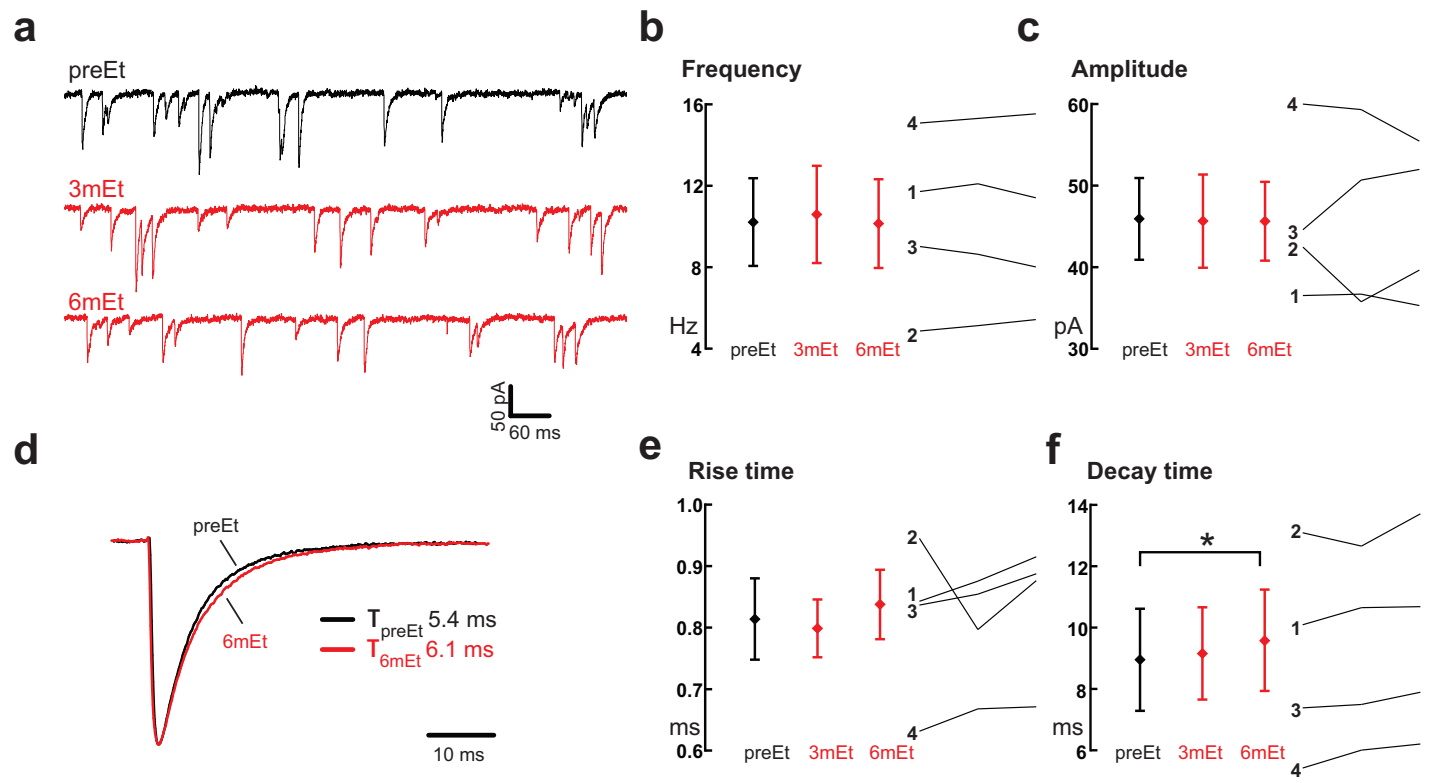 a
preEt
3mEt
6mEt
50 pA
60 ms
b
Frequency
16
12
8
4
Hz
preEt
3mEt
6mEt
4
1
3
2
c
Amplitude
60
50
40
30
pA
preEt
3mEt
6mEt
4
3
2
1
d
preEt
6mEt
TpreEt 5.4 ms
T6mEt 6.1 ms
10 ms
e
Rise time
1.0
0.9
0.8
0.7
0.6
ms
preEt
3mEt
6mEt
2
1
3
4
f
Decay time
14
12
10
8
6
ms
*
preEt
3mEt
6mEt
2
1
3
4